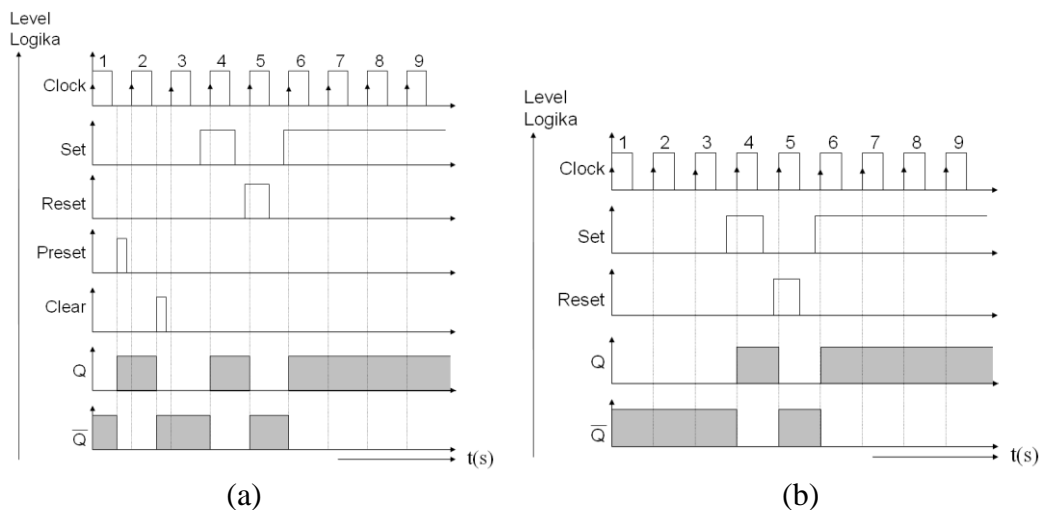 Level
Logika
1 2 3 4 5 6 7 8 9
Clock
Set
Reset
Preset
Clear
Q
Q̅
t(s)
(a)
Level
Logika
1 2 3 4 5 6 7 8 9
Clock
Set
Reset
Q
Q̅
t(s)
(b)